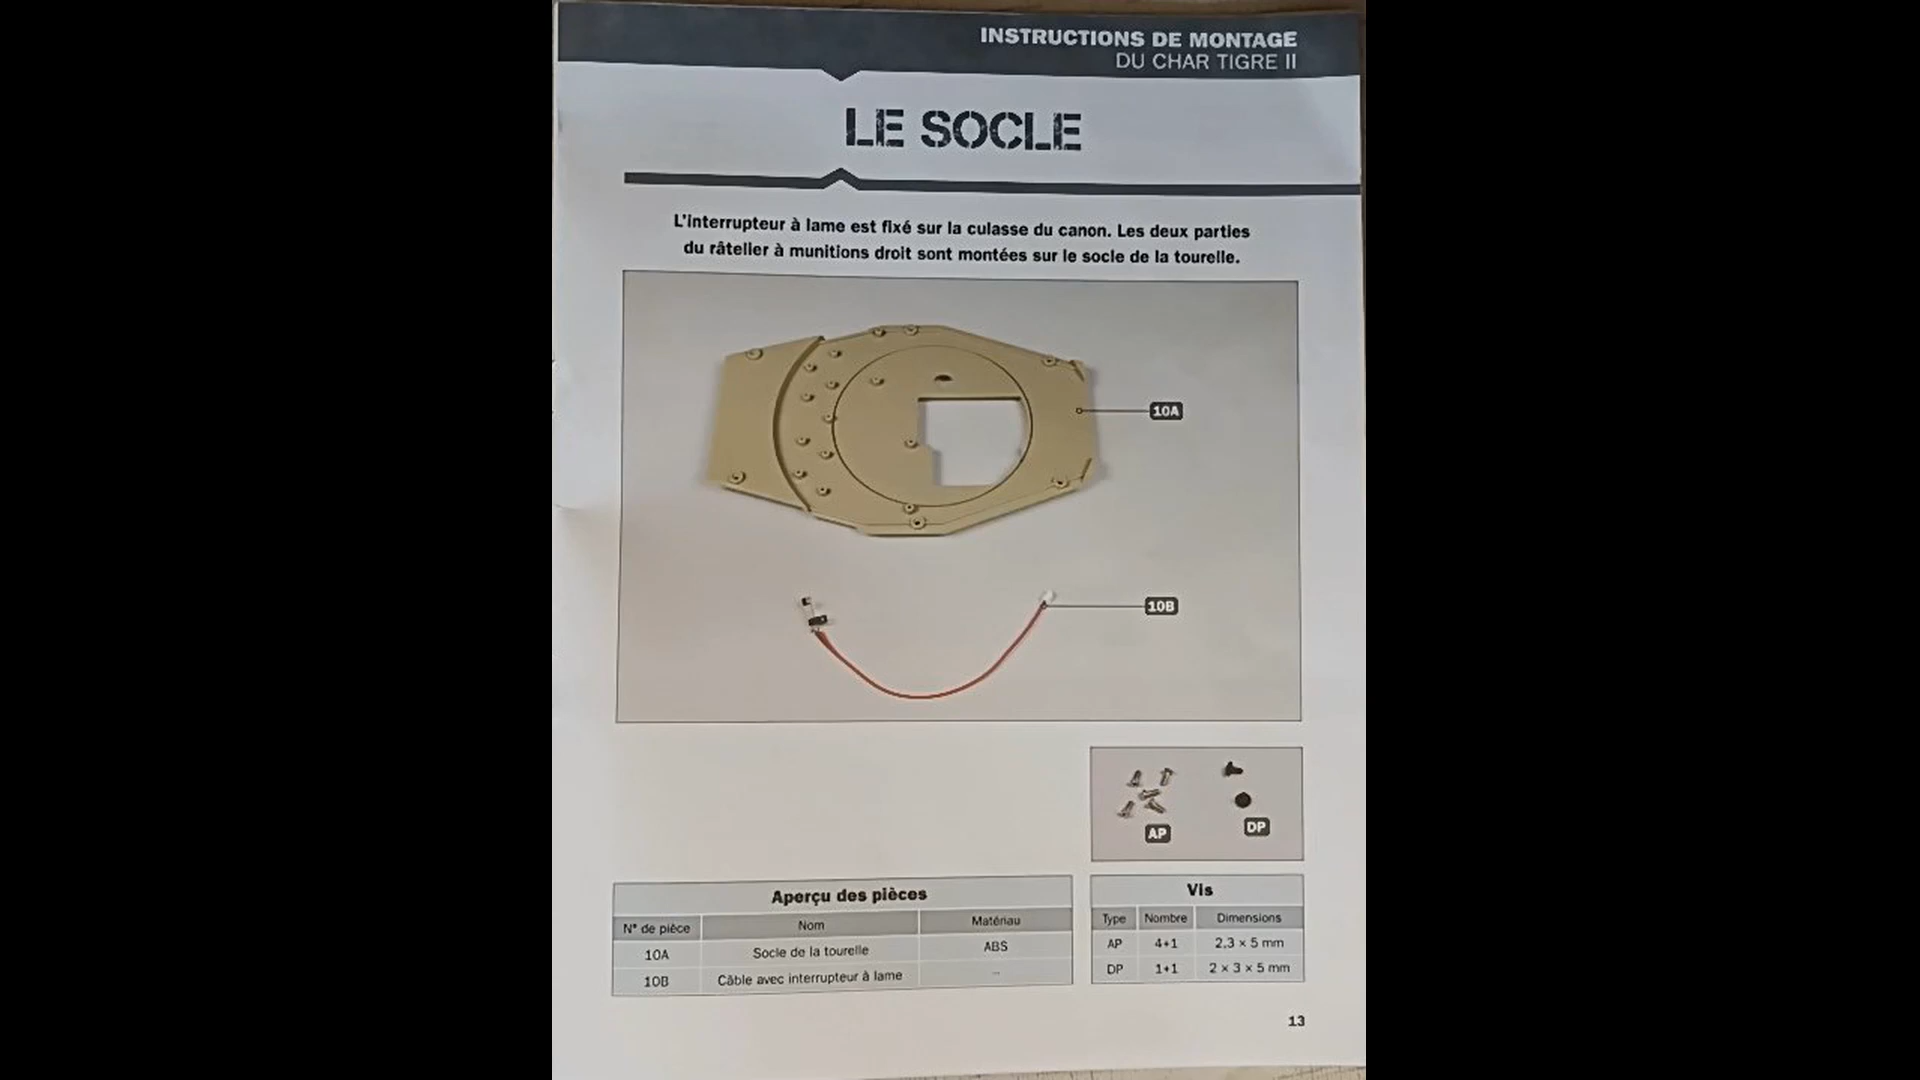 INSTRUCTIONS DE MONTAGE
DU CHAR TIGRE II
LE SOCLE
L'interrupteur à lame est fixé sur la culasse du canon. Les deux parties
du râtelier à munitions droit sont montées sur le socle de la tourelle.
10A
10B
AP
DP
Aperçu des pièces
N° de pièce Nom Matériau
10A Socle de la tourelle ABS
10B Câble avec interrupteur à lame –
Vis
Type Nombre Dimensions
AP 4+1 2,3 × 5 mm
DP 1+1 2 × 3 × 5 mm
13